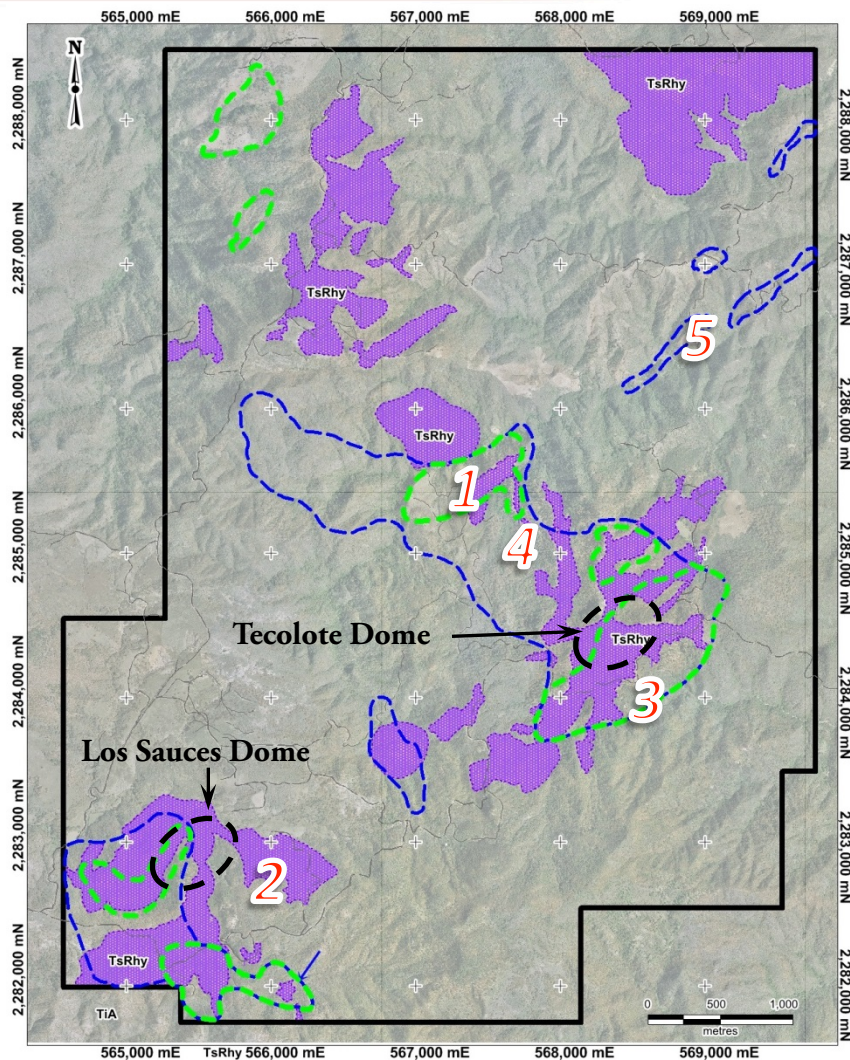 565,000 mE 566,000 mE 567,000 mE 568,000 mE 569,000 mE
N
TsRhy
2,288,000 mN 2,288,000 mN
2,287,000 mN 2,287,000 mN
TsRhy
5
2,286,000 mN 2,286,000 mN
TsRhy
1
4
2,285,000 mN 2,285,000 mN
Tecolote Dome
TsRhy
3
2,284,000 mN 2,284,000 mN
Los Sauces Dome
2,283,000 mN 2,283,000 mN
2
TsRhy
2,282,000 mN 2,282,000 mN
TiA
0 500 1,000
metres
565,000 mE TsRhy 566,000 mE 567,000 mE 568,000 mE 569,000 mE